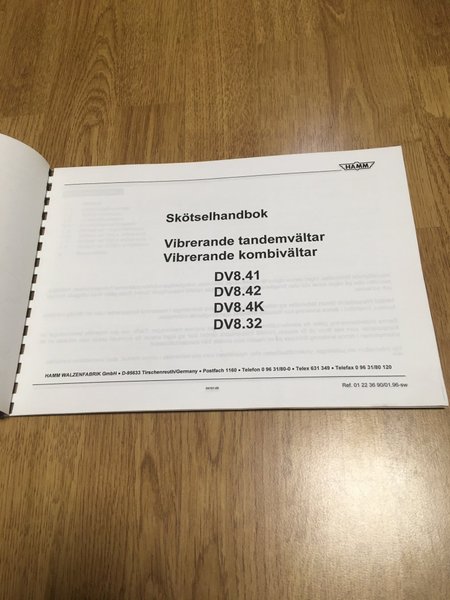 HAMM
Skötselhandbok
Vibrerande tandemvältar
Vibrerande kombivältar
DV8.41
DV8.42
DV8.4K
DV8.32
HAMM WALZENFABRIK GmbH • D-95633 Tirschenreuth/Germany • Postfach 1160 • Telefon 0 96 31/80-0 • Telex 631 349 • Telefax 0 96 31/80 120
Ref. 01 22 36 90/01.96-sw